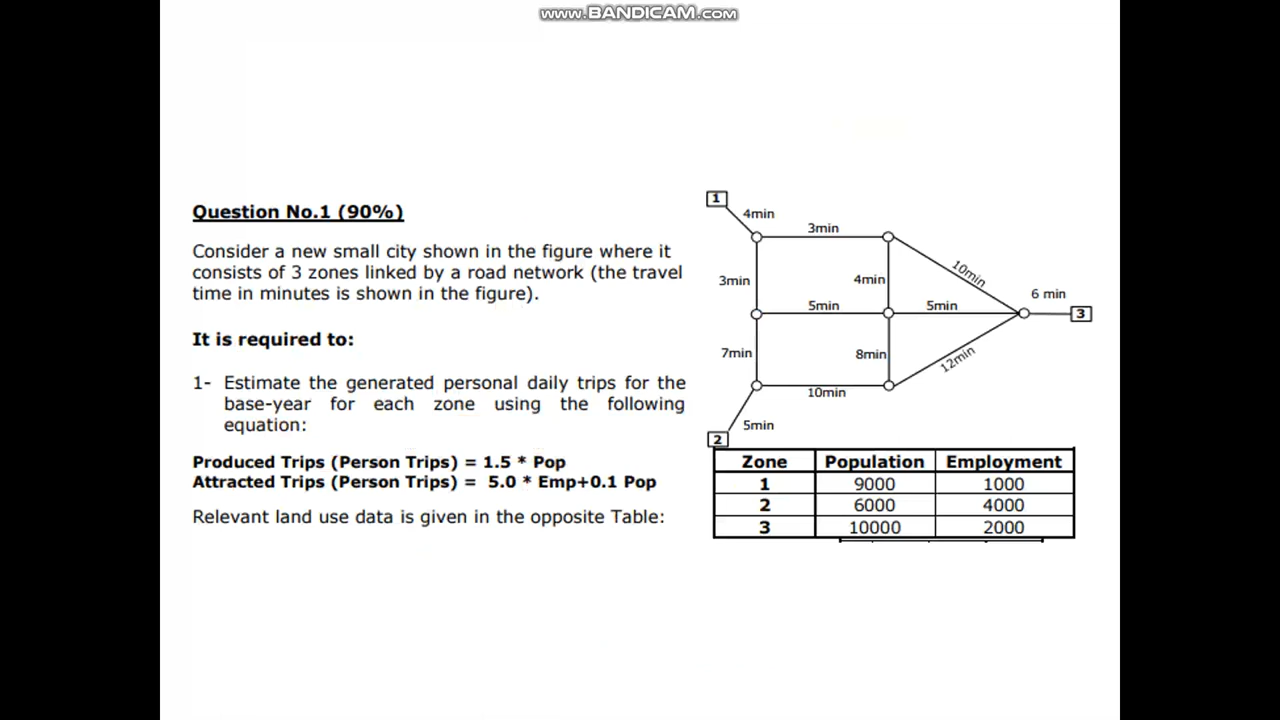 www.BANDICAM.com
Question No.1 (90%)
Consider a new small city shown in the figure where it
consists of 3 zones linked by a road network (the travel
time in minutes is shown in the figure).
It is required to:
1- Estimate the generated personal daily trips for the
base-year for each zone using the following
equation:
Produced Trips (Person Trips) = 1.5 * Pop
Attracted Trips (Person Trips) = 5.0 * Emp+0.1 Pop
Relevant land use data is given in the opposite Table:
1
4min
3min
10min
3min
4min
6 min
5min
5min
3
7min
8min
12min
10min
5min
2
Zone Population Employment
1 9000 1000
2 6000 4000
3 10000 2000